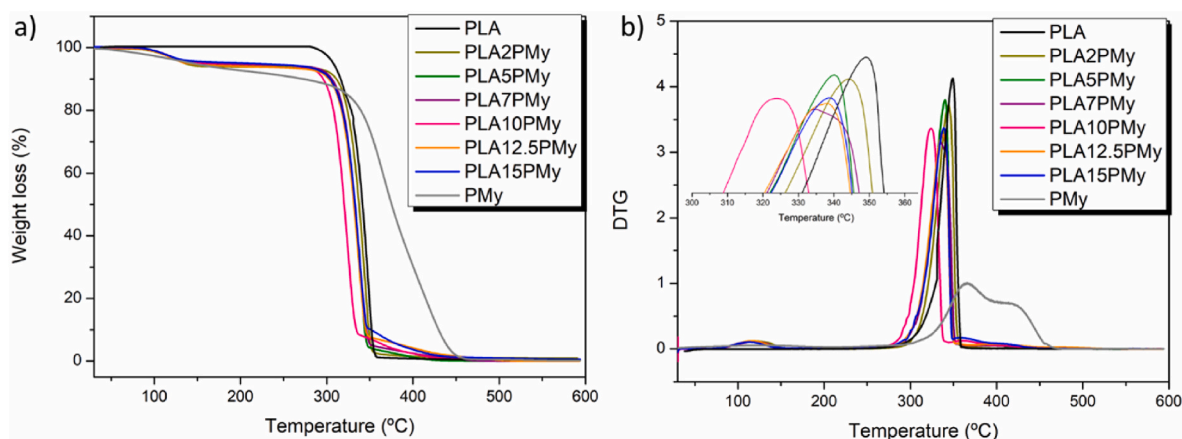 a)
Weight loss (%)
100
80
60
40
20
0
100 200 300 400 500 600
Temperature (ºC)
PLA
PLA2PMy
PLA5PMy
PLA7PMy
PLA10PMy
PLA12.5PMy
PLA15PMy
PMy
b)
DTG
5
4
3
2
1
0
100 200 300 400 500 600
Temperature (ºC)
300 310 320 330 340 350 360
Temperature (ºC)
PLA
PLA2PMy
PLA5PMy
PLA7PMy
PLA10PMy
PLA12.5PMy
PLA15PMy
PMy